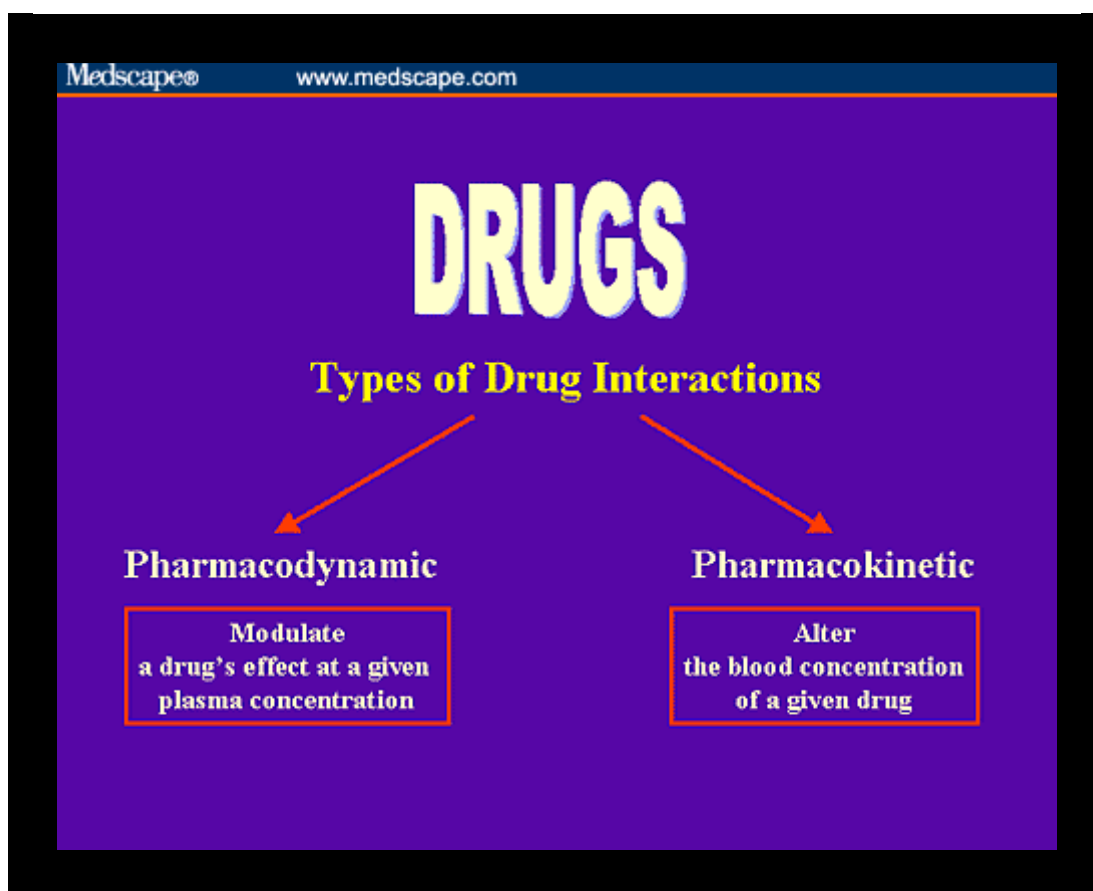 Medscape® www.medscape.com
DRUGS
Types of Drug Interactions
Pharmacodynamic
Modulate
a drug's effect at a given
plasma concentration
Pharmacokinetic
Alter
the blood concentration
of a given drug